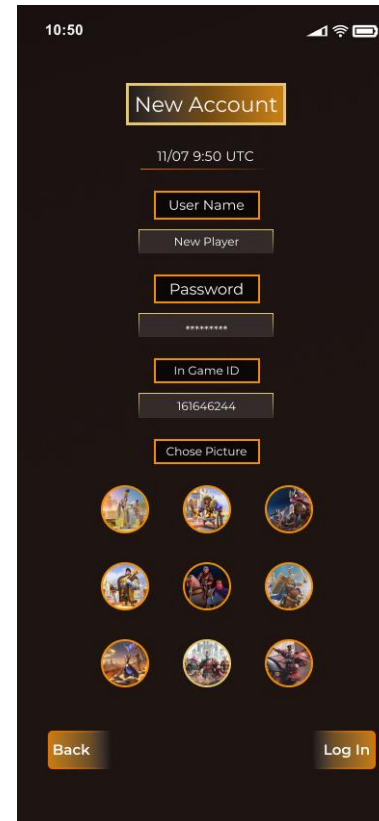 10:50
New Account
11/07 9:50 UTC
User Name
New Player
Password
*********
In Game ID
161646244
Chose Picture
Back
Log In